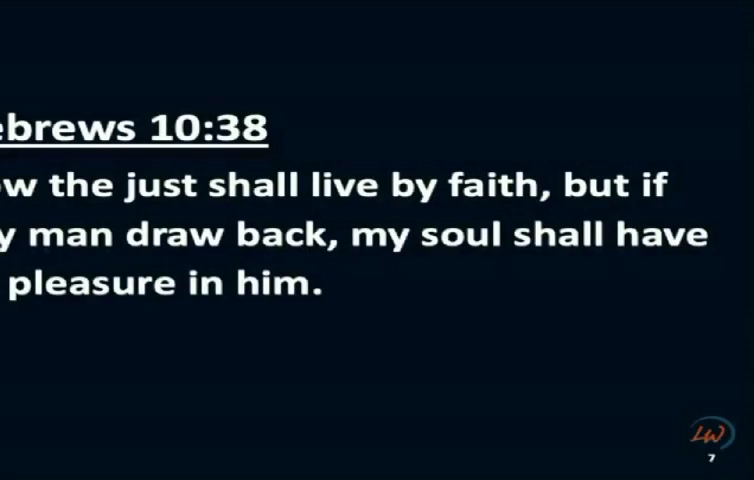 ebrews 10:38
ow the just shall live by faith, but if
y man draw back, my soul shall have
pleasure in him.
LW
7